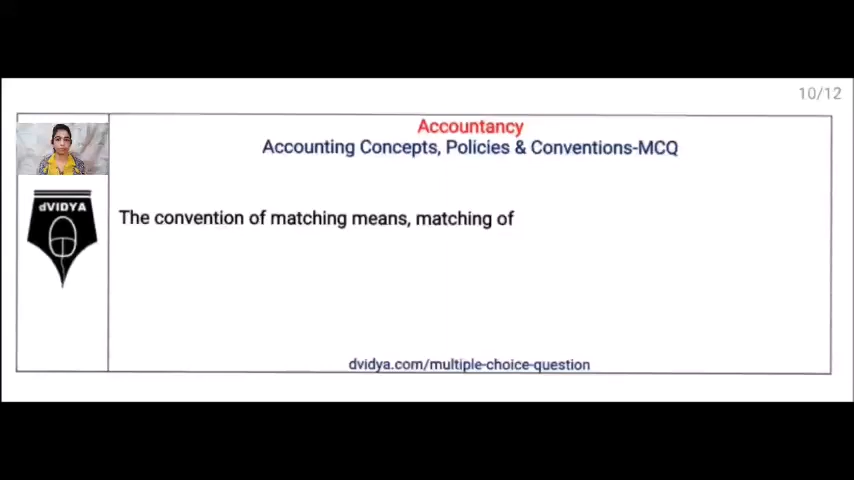 10/12
Accountancy
Accounting Concepts, Policies & Conventions-MCQ
dVIDYA
The convention of matching means, matching of
dvidya.com/multiple-choice-question